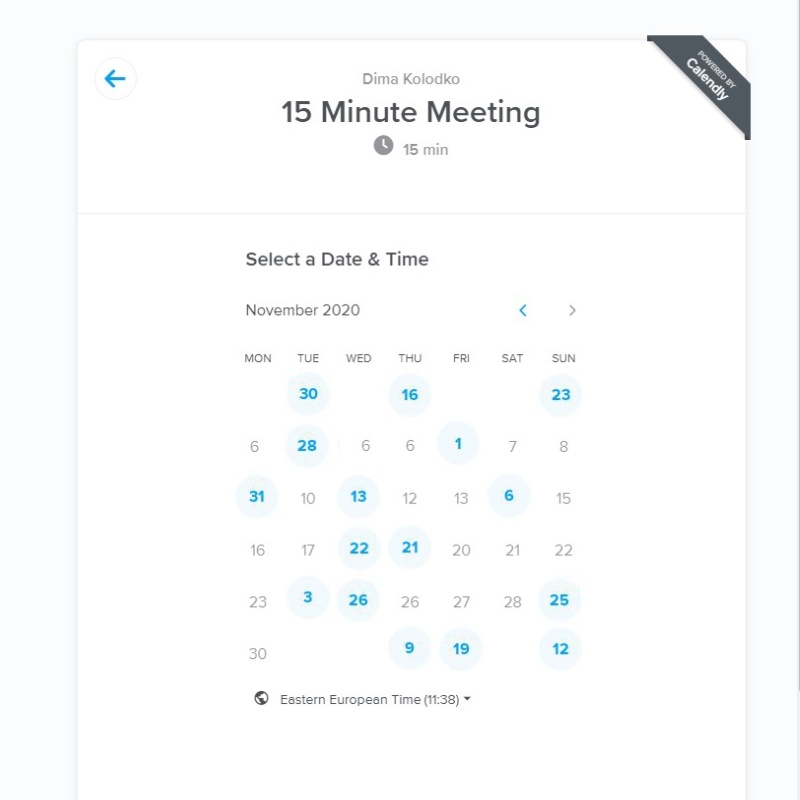 POWERED BY
Calendly
Dima Kolodko
15 Minute Meeting
15 min
Select a Date & Time
November 2020
MON TUE WED THU FRI SAT SUN
30 16 23
6 28 6 6 1 7 8
31 10 13 12 13 6 15
16 17 22 21 20 21 22
23 3 26 26 27 28 25
30 9 19 12
Eastern European Time (11:38)